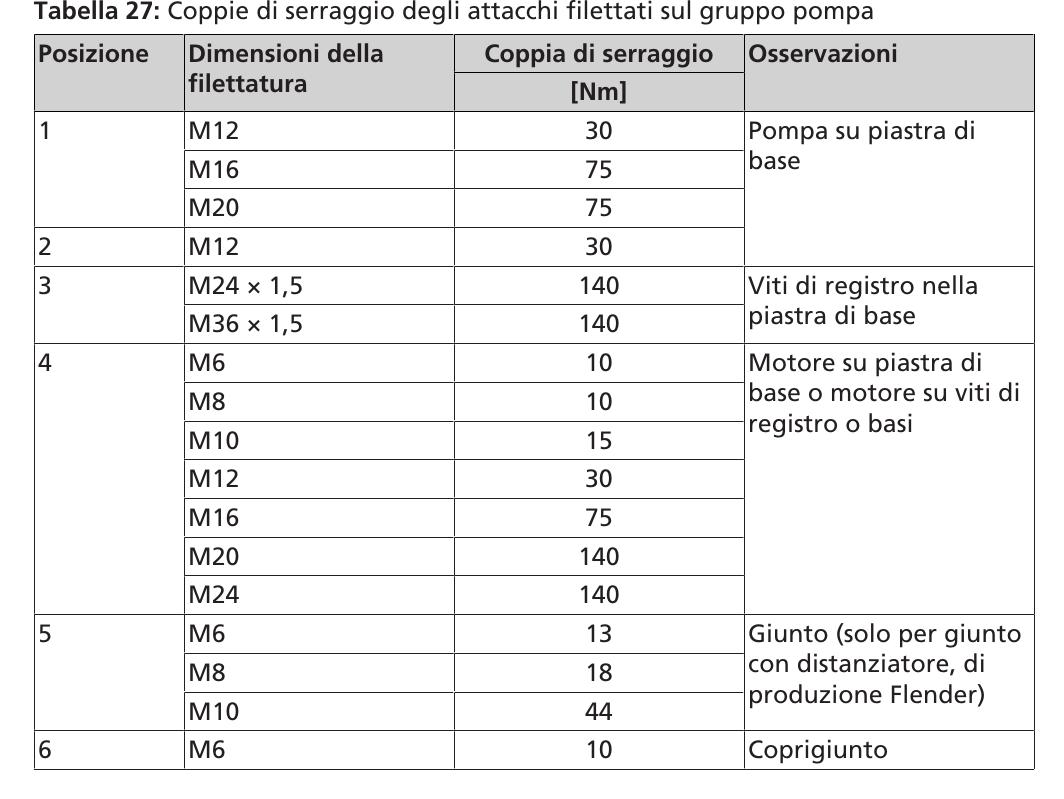 Tabella 27: Coppie di serraggio degli attacchi filettati sul gruppo pompa
Posizione Dimensioni della filettatura Coppia di serraggio [Nm] Osservazioni
1 M12 30 Pompa su piastra di base
M16 75
M20 75
2 M12 30
3 M24 × 1,5 140 Viti di registro nella piastra di base
M36 × 1,5 140
4 M6 10 Motore su piastra di base o motore su viti di registro o basi
M8 10
M10 15
M12 30
M16 75
M20 140
M24 140
5 M6 13 Giunto (solo per giunto con distanziatore, di produzione Flender)
M8 18
M10 44
6 M6 10 Coprigiunto